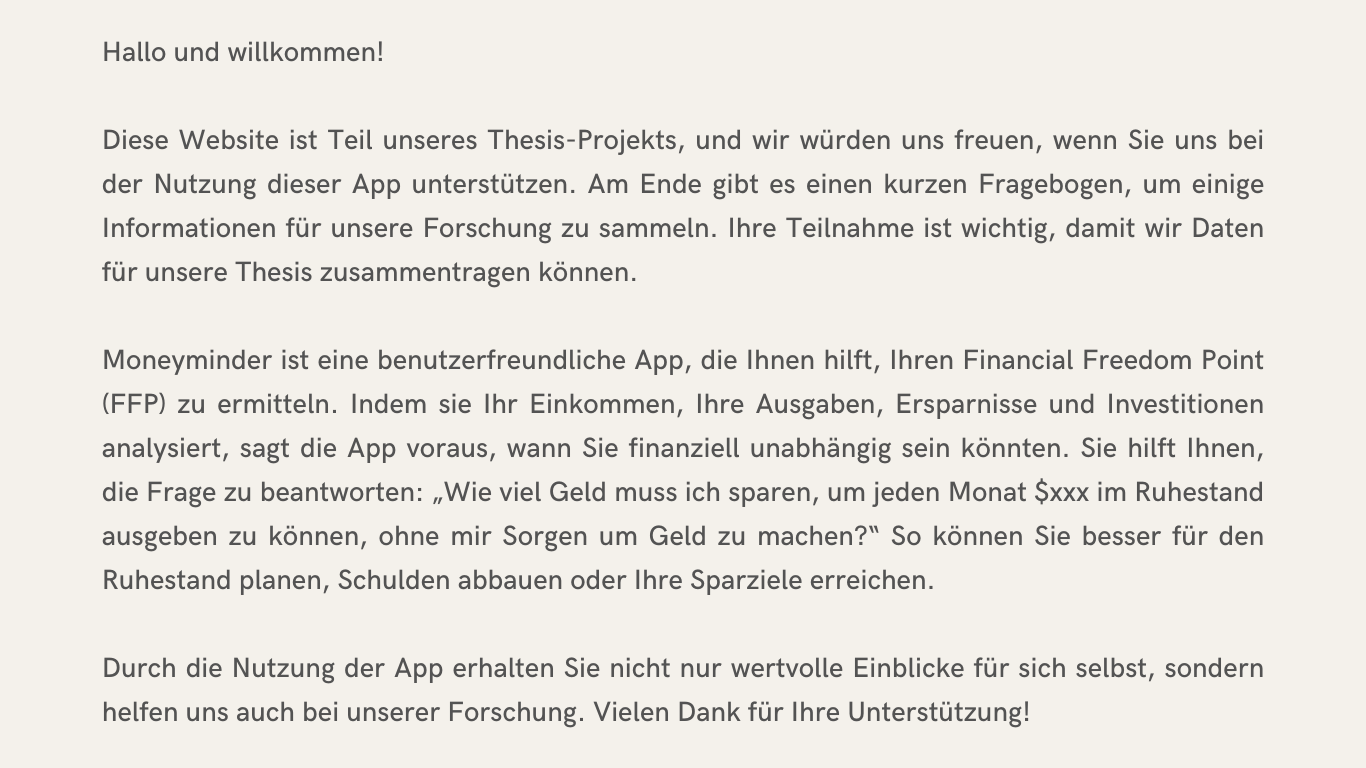 Hallo und willkommen!
Diese Website ist Teil unseres Thesis-Projekts, und wir würden uns freuen, wenn Sie uns bei
der Nutzung dieser App unterstützen. Am Ende gibt es einen kurzen Fragebogen, um einige
Informationen für unsere Forschung zu sammeln. Ihre Teilnahme ist wichtig, damit wir Daten
für unsere Thesis zusammentragen können.
Moneyminder ist eine benutzerfreundliche App, die Ihnen hilft, Ihren Financial Freedom Point
(FFP) zu ermitteln. Indem sie Ihr Einkommen, Ihre Ausgaben, Ersparnisse und Investitionen
analysiert, sagt die App voraus, wann Sie finanziell unabhängig sein könnten. Sie hilft Ihnen,
die Frage zu beantworten: „Wie viel Geld muss ich sparen, um jeden Monat $xxx im Ruhestand
ausgeben zu können, ohne mir Sorgen um Geld zu machen?‟ So können Sie besser für den
Ruhestand planen, Schulden abbauen oder Ihre Sparziele erreichen.
Durch die Nutzung der App erhalten Sie nicht nur wertvolle Einblicke für sich selbst, sondern
helfen uns auch bei unserer Forschung. Vielen Dank für Ihre Unterstützung!